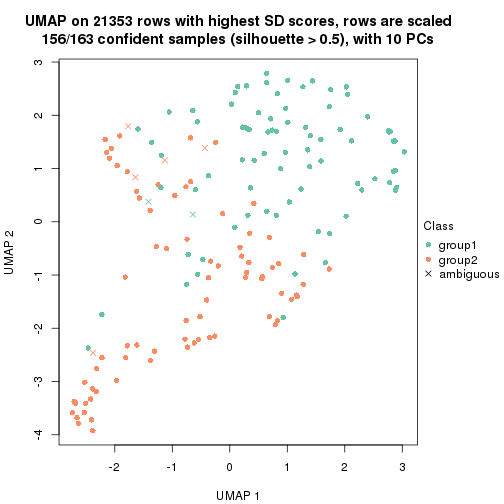 UMAP on 21353 rows with highest SD scores, rows are scaled
156/163 confident samples (silhouette > 0.5), with 10 PCs
3
2
1
0
-1
-2
-3
-4
UMAP 2
-2
-1
0
1
2
3
UMAP 1
Class
group1
group2
ambiguous